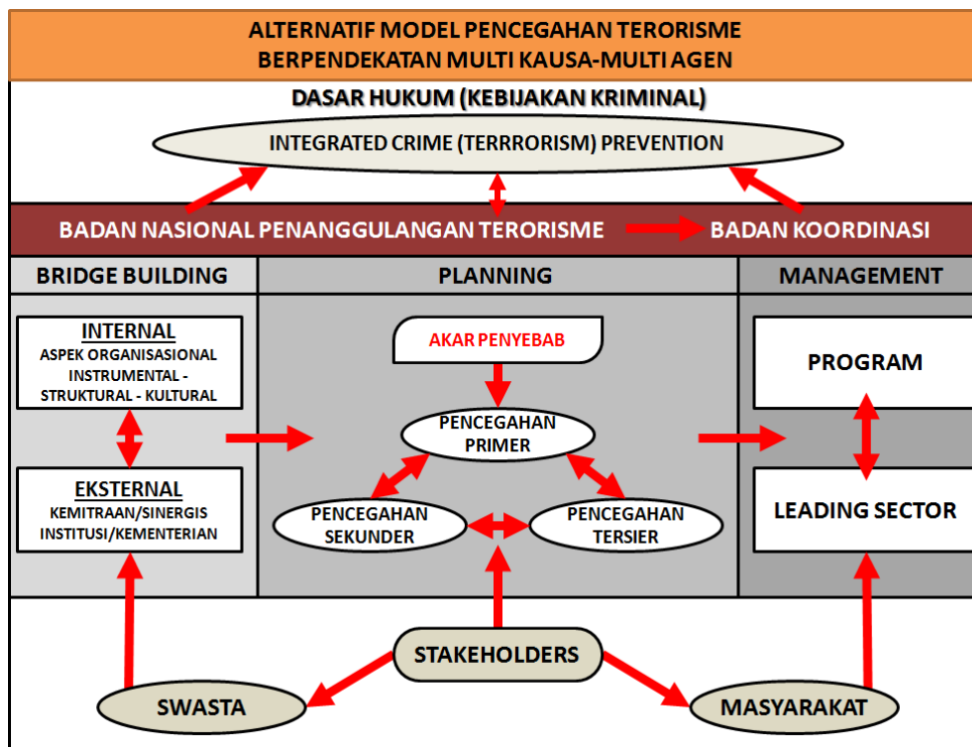 ALTERNATIF MODEL PENCEGAHAN TERORISME
BERPENDEKATAN MULTI KAUSA-MULTI AGEN
DASAR HUKUM (KEBIJAKAN KRIMINAL)
INTEGRATED CRIME (TERRRORISM) PREVENTION
BADAN NASIONAL PENANGGULANGAN TERORISME
BADAN KOORDINASI
BRIDGE BUILDING
PLANNING
MANAGEMENT
INTERNAL
ASPEK ORGANISASIONAL
INSTRUMENTAL -
STRUKTURAL - KULTURAL
AKAR PENYEBAB
PROGRAM
PENCEGAHAN
PRIMER
EKSTERNAL
KEMITRAAN/SINERGIS
INSTITUSI/KEMENTERIAN
PENCEGAHAN
SEKUNDER
PENCEGAHAN
TERSIER
LEADING SECTOR
STAKEHOLDERS
SWASTA
MASYARAKAT